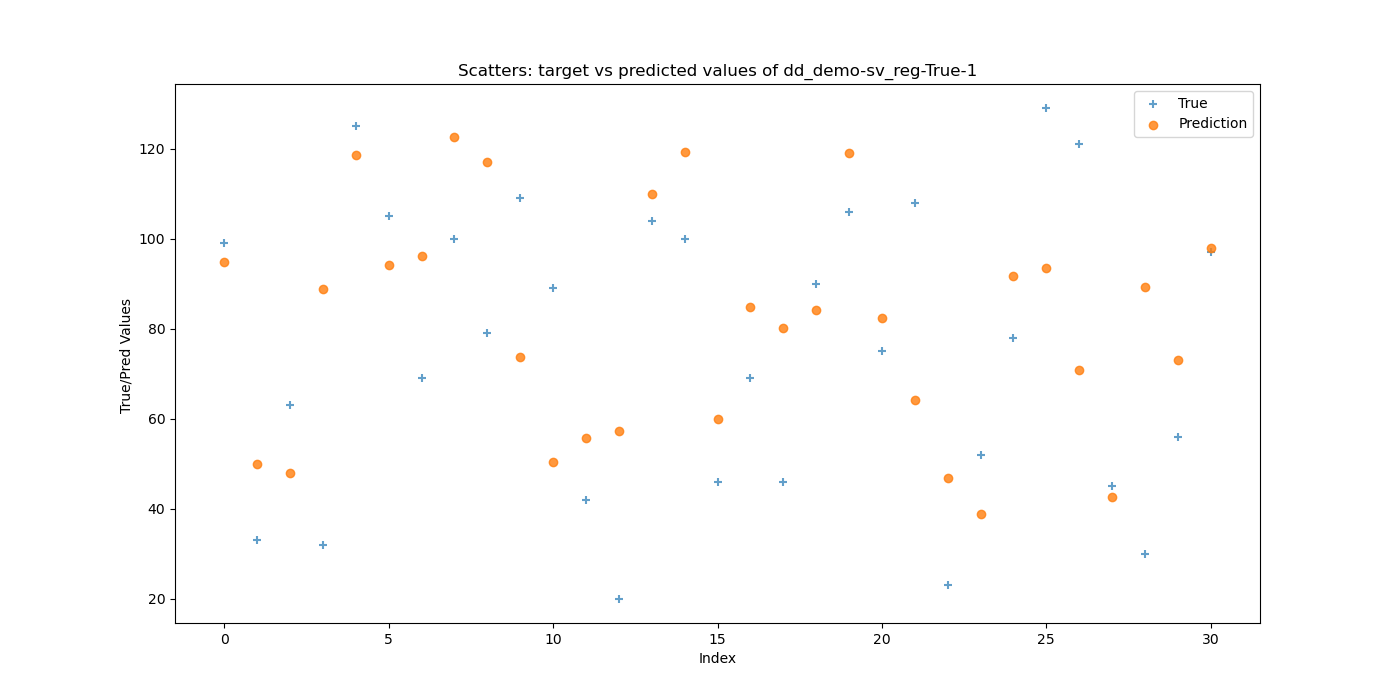 Scatters: target vs predicted values of dd_demo-sv_reg-True-1
True
Prediction
120
100
80
60
40
20
True/Pred Values
0 5 10 15 20 25 30
Index